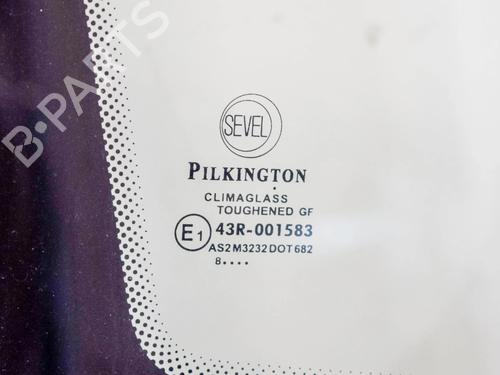 B-PARTS
SEVEL
PILKINGTON
CLIMAGLASS
TOUGHENED GF
E1 43R-001583
AS2 M3232 DOT 682
8....